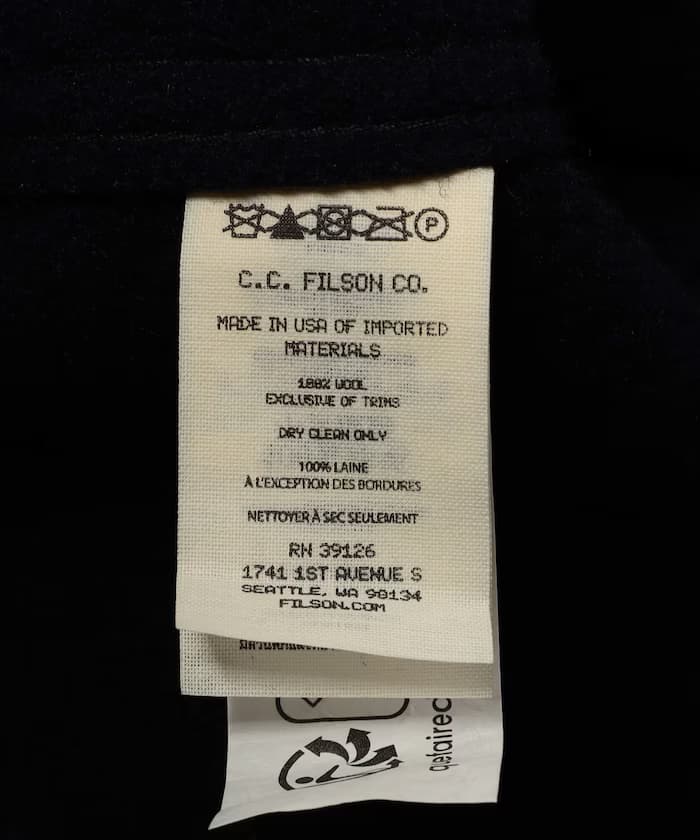 P
C.C. FILSON CO.
MADE IN USA OF IMPORTED
MATERIALS
100% WOOL
EXCLUSIVE OF TRIMS
DRY CLEAN ONLY
100% LAINE
À L'EXCEPTION DES BORDURES
NETTOYER À SEC SEULEMENT
RN 39126
1741 1ST AVENUE S
SEATTLE, WA 98134
FILSON.COM